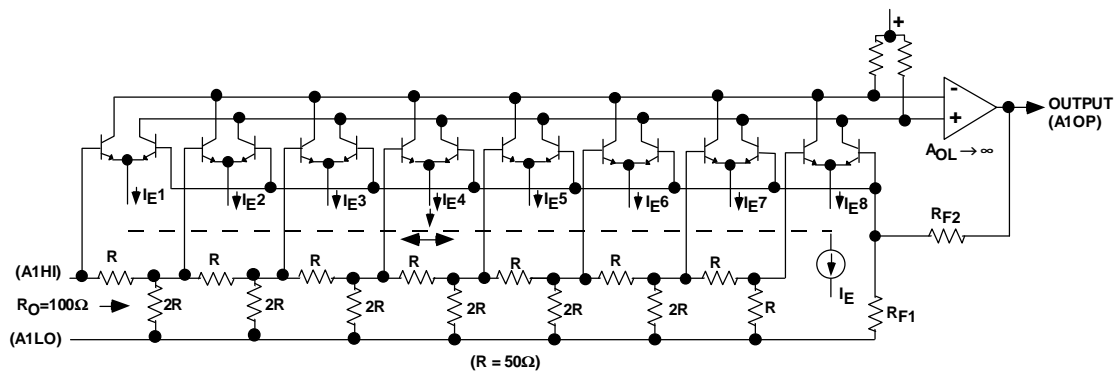 +
-
+
OUTPUT
(A1OP)
AOL → ∞
IE1
IE2
IE3
IE4
IE5
IE6
IE7
IE8
RF2
(A1HI)
R
R
R
R
R
R
R
IE
RO=100Ω
2R
2R
2R
2R
2R
2R
R
RF1
(A1LO)
(R = 50Ω)